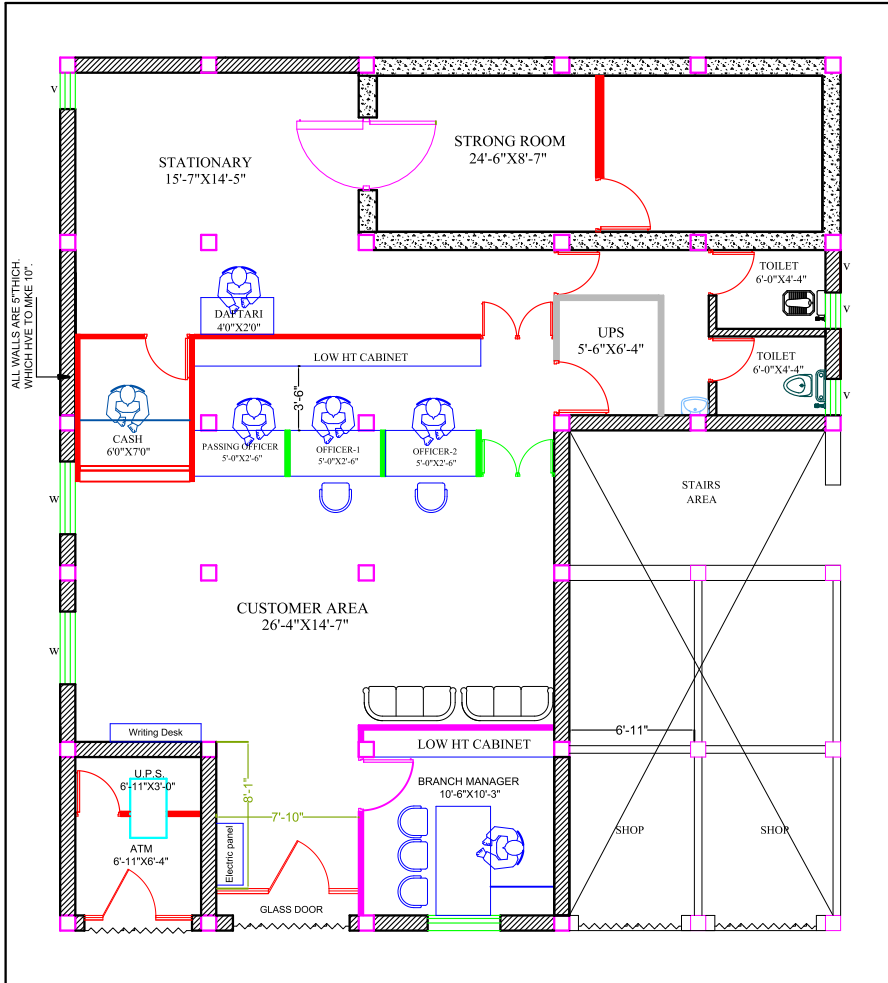 V
STATIONARY
15'-7"X14'-5"
STRONG ROOM
24'-6"X8'-7"
ALL WALLS ARE 5"THICH.
WHICH HVE TO MKE 10".
DAFTARI
4'0"X2'0"
TOILET
6'-0"X4'-4"
V
V
UPS
5'-6"X6'-4"
TOILET
6'-0"X4'-4"
V
LOW HT CABINET
3'-6"
CASH
6'0"X7'0"
PASSING OFFICER
5'-0"X2'-6"
OFFICER-1
5'-0"X2'-6"
OFFICER-2
5'-0"X2'-6"
STAIRS
AREA
W
CUSTOMER AREA
26'-4"X14'-7"
W
Writing Desk
6'-11"
LOW HT CABINET
U.P.S.
6'-11"X3'-0"
8'-1"
BRANCH MANAGER
10'-6"X10'-3"
7'-10"
ATM
6'-11"X6'-4"
Electric panel
SHOP
SHOP
GLASS DOOR